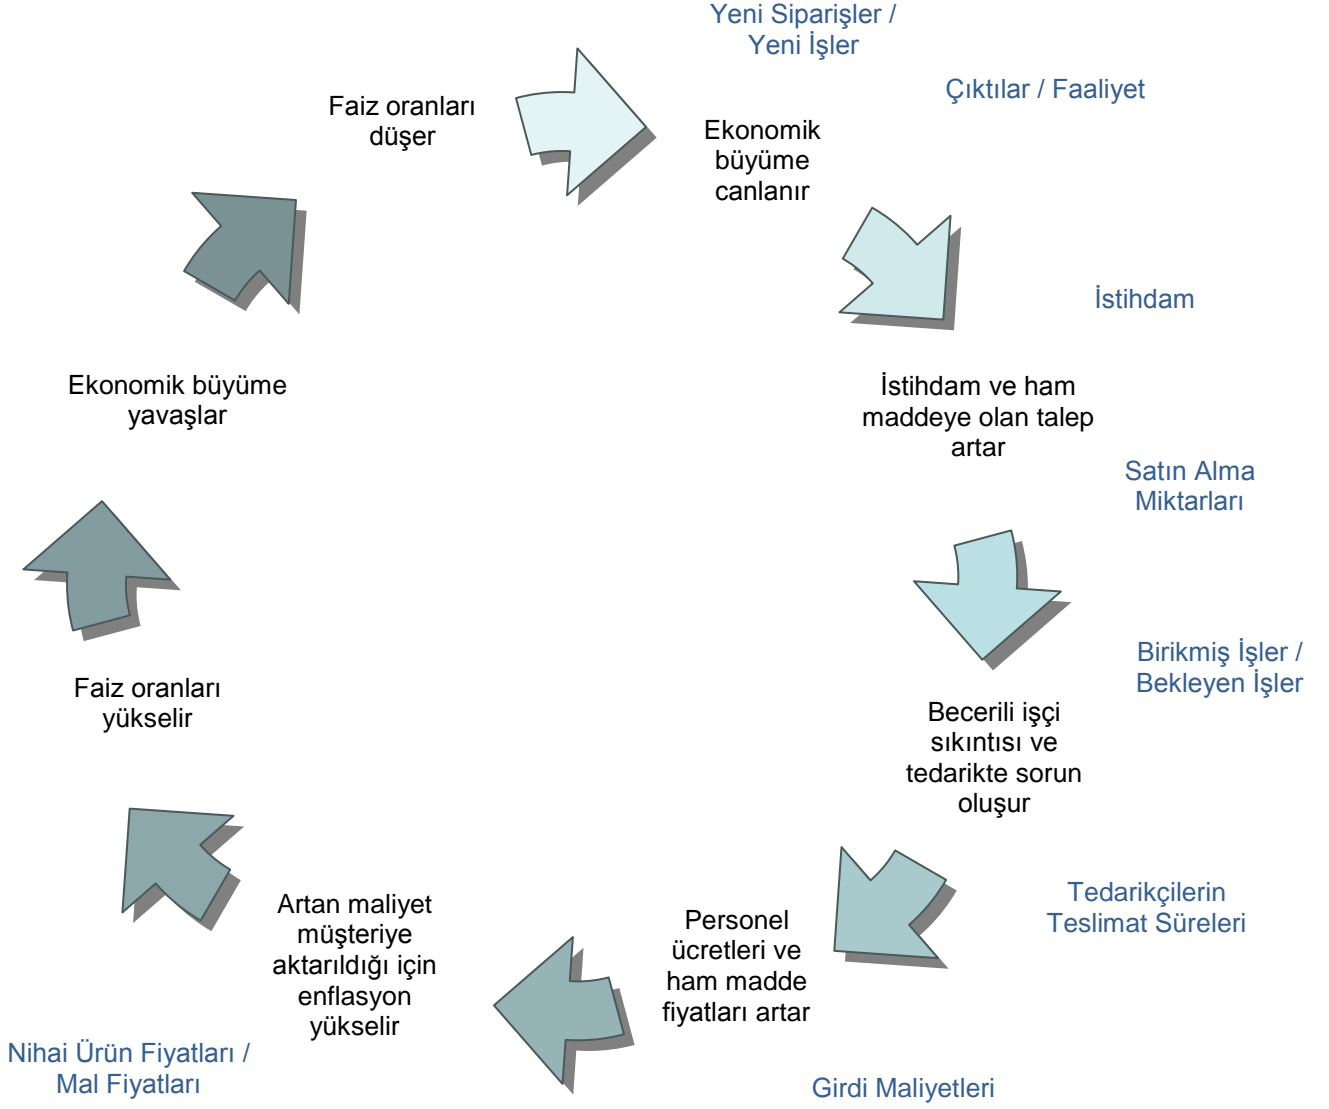 Yeni Siparişler /
Yeni İşler
Çıktılar / Faaliyet
Faiz oranları
düşer
Ekonomik
büyüme
canlanır
İstihdam
Ekonomik büyüme
yavaşlar
İstihdam ve ham
maddeye olan talep
artar
Satın Alma
Miktarları
Birikmiş İşler /
Bekleyen İşler
Faiz oranları
yükselir
Becerili işçi
sıkıntısı ve
tedarikte sorun
oluşur
Tedarikçilerin
Teslimat Süreleri
Artan maliyet
müşteriye
aktarıldığı için
enflasyon
yükselir
Personel
ücretleri ve
ham madde
fiyatları artar
Nihai Ürün Fiyatları /
Mal Fiyatları
Girdi Maliyetleri